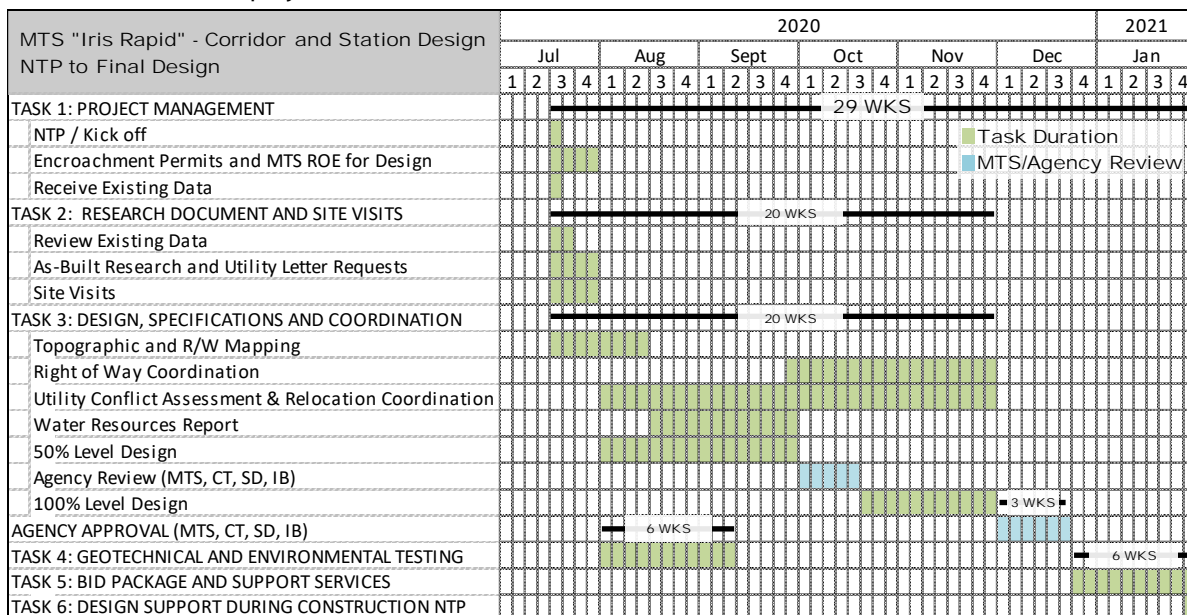 2020 2021
MTS "Iris Rapid" - Corridor and Station Design
NTP to Final Design
Jul Aug Sept Oct Nov Dec Jan
1 2 3 4 1 2 3 4 1 2 3 4 1 2 3 4 1 2 3 4 1 2 3 4 1 2 3 4
TASK 1: PROJECT MANAGEMENT 29 WKS
NTP / Kick off Task Duration
Encroachment Permits and MTS ROE for Design MTS/Agency Review
Receive Existing Data
TASK 2: RESEARCH DOCUMENT AND SITE VISITS 20 WKS
Review Existing Data
As-Built Research and Utility Letter Requests
Site Visits
TASK 3: DESIGN, SPECIFICATIONS AND COORDINATION 20 WKS
Topographic and R/W Mapping
Right of Way Coordination
Utility Conflict Assessment & Relocation Coordination
Water Resources Report
50% Level Design
Agency Review (MTS, CT, SD, IB)
100% Level Design 3 WKS
AGENCY APPROVAL (MTS, CT, SD, IB) 6 WKS
TASK 4: GEOTECHNICAL AND ENVIRONMENTAL TESTING 6 WKS
TASK 5: BID PACKAGE AND SUPPORT SERVICES
TASK 6: DESIGN SUPPORT DURING CONSTRUCTION NTP